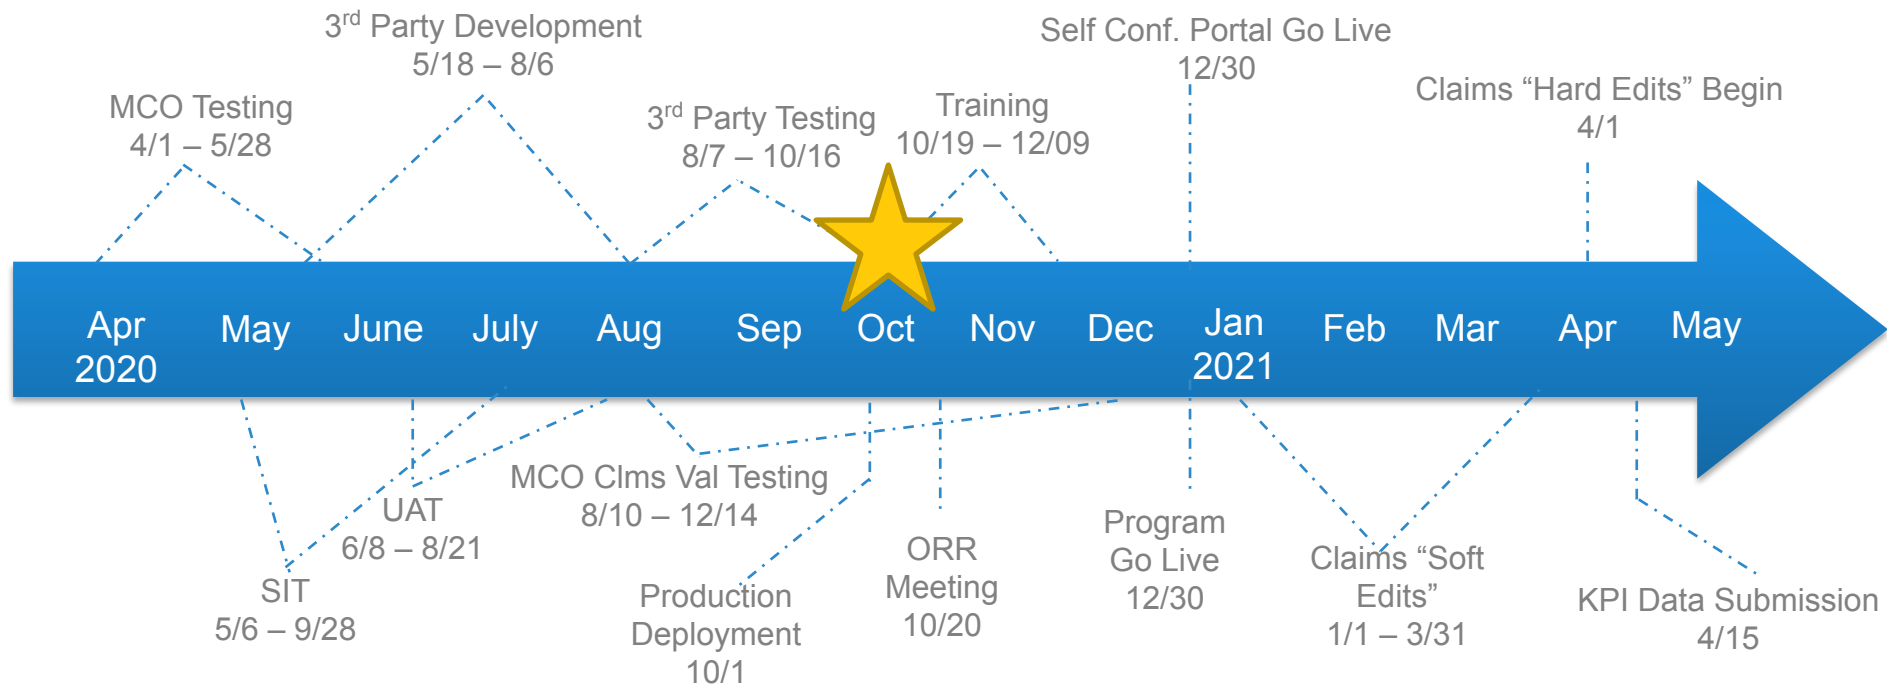 3rd Party Development
5/18 – 8/6
MCO Testing
4/1 – 5/28
3rd Party Testing
8/7 – 10/16
Training
10/19 – 12/09
Self Conf. Portal Go Live
12/30
Claims “Hard Edits” Begin
4/1
Apr
2020
May
June
July
Aug
Sep
Oct
Nov
Dec
Jan
2021
Feb
Mar
Apr
May
SIT
5/6 – 9/28
UAT
6/8 – 8/21
MCO Clms Val Testing
8/10 – 12/14
Production
Deployment
10/1
ORR
Meeting
10/20
Program
Go Live
12/30
Claims “Soft
Edits”
1/1 – 3/31
KPI Data Submission
4/15